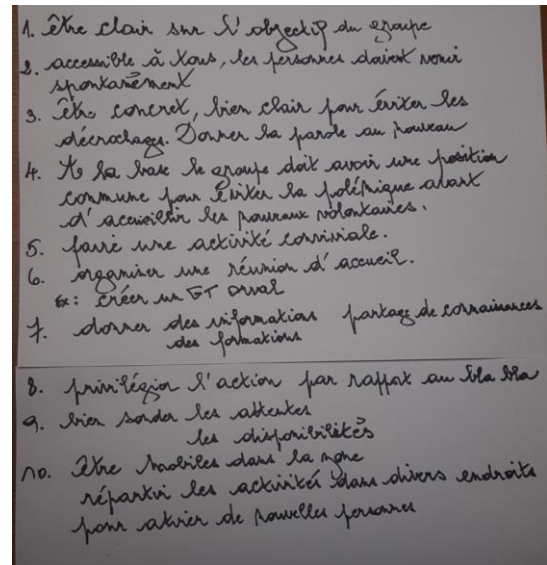 1. être clair sur l'objectif du groupe
2. accessible à tous, les personnes doivent venir
spontanément
3. être concret, bien clair pour éviter les
décrochages. Donner la parole au nouveau
4. A la base le groupe doit avoir une position
commune pour éviter la polémique avant
d'accueillir les nouveaux volontaires.
5. faire une activité conviviale.
6. organiser une réunion d'accueil.
Ex: créer un GT orval
7. donner des informations partage de connaissances
des formations
8. privilégier l'action par rapport au bla bla
9. bien sonder les attentes
les disponibilités
10. être mobiles dans la
répartir les activités dans divers endroits
pour attirer de nouvelles personnes